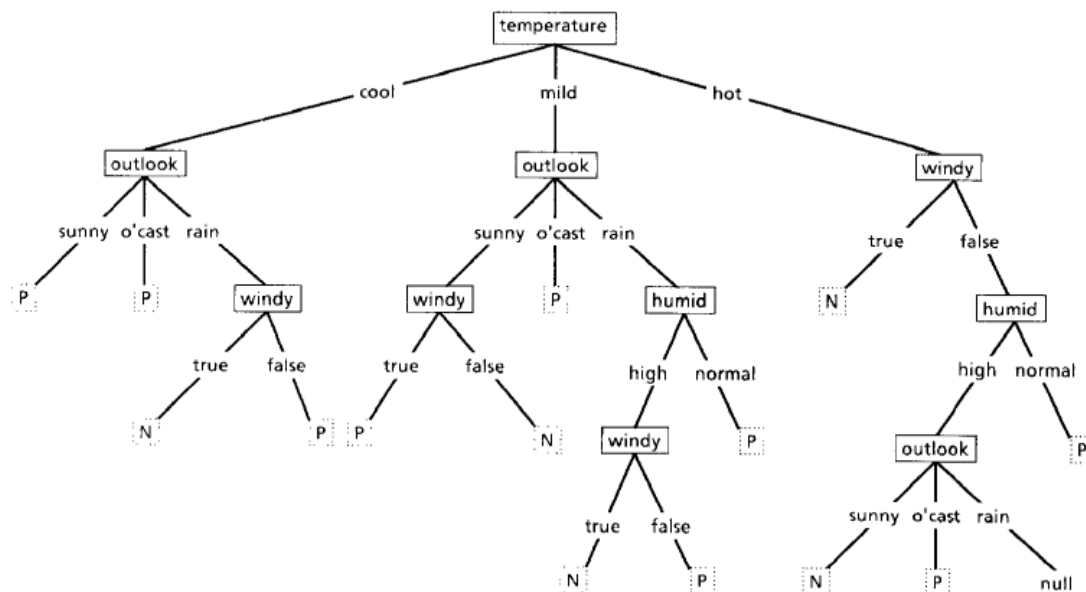 temperature
cool mild hot
outlook outlook windy
sunny o'cast rain sunny o'cast rain true false
P P windy windy P humid N humid
true false true false high normal high normal
N P P N windy P outlook P
true false sunny o'cast rain
N P N P null